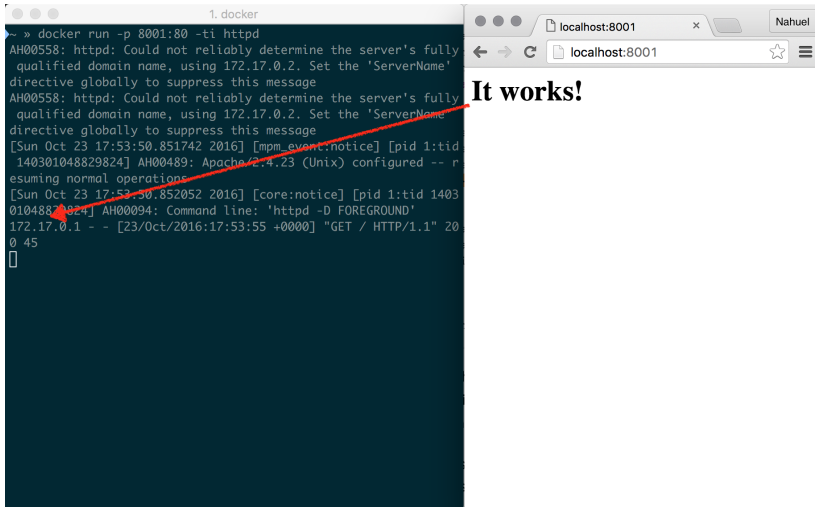 1. docker
~ » docker run -p 8001:80 -ti httpd
AH00558: httpd: Could not reliably determine the server's fully
 qualified domain name, using 172.17.0.2. Set the 'ServerName'
directive globally to suppress this message
AH00558: httpd: Could not reliably determine the server's fully
 qualified domain name, using 172.17.0.2. Set the 'ServerName'
directive globally to suppress this message
[Sun Oct 23 17:53:50.851742 2016] [mpm_event:notice] [pid 1:tid
 140301048829824] AH00489: Apache/2.4.23 (Unix) configured -- r
esuming normal operations
[Sun Oct 23 17:53:50.852052 2016] [core:notice] [pid 1:tid 1403
01048829824] AH00094: Command line: 'httpd -D FOREGROUND'
172.17.0.1 - - [23/Oct/2016:17:53:55 +0000] "GET / HTTP/1.1" 20
0 45
localhost:8001
Nahuel
localhost:8001
It works!